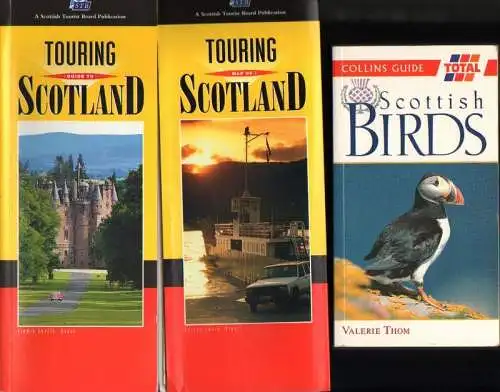 STB
A Scottish Tourist Board Publication
TOURING
GUIDE TO
SCOTLAND
STB
A Scottish Tourist Board Publication
TOURING
MAP OF
SCOTLAND
COLLINS GUIDE
TOTAL
Scottish
BIRDS
VALERIE THOM